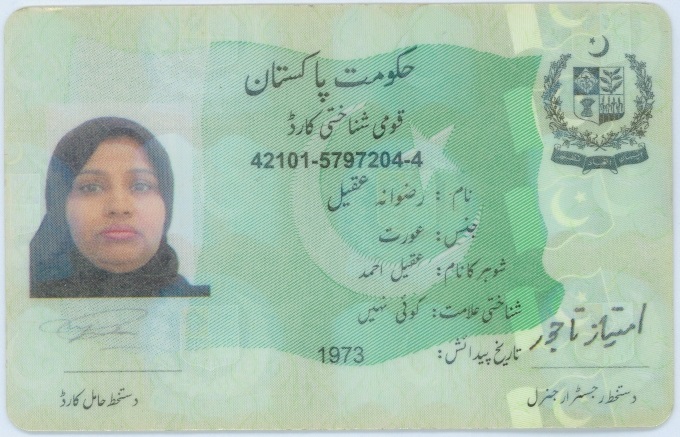 حکومت پاکستان
قومی شناختی کارڈ
42101-5797204-4
نام : رضوانہ عقیل
جنس: عورت
شوہر کا نام: عقیل احمد
شناختی علامت: کوئی نہیں
تاریخ پیدائش: 1973
امتیاز تاجور
دستخط حامل کارڈ
دستخط رجسٹرار جنرل